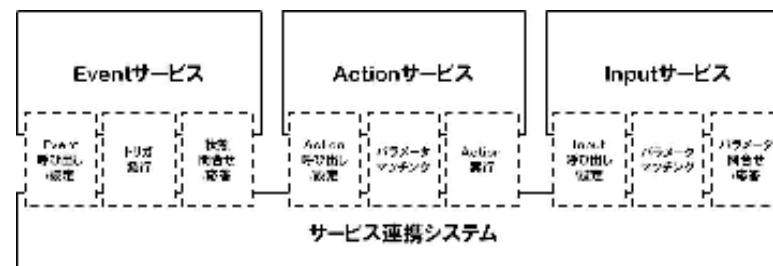 Eventサービス
Actionサービス
Inputサービス
Event
呼び出し
/設定
トリガ
発行
状態
問合せ
/応答
Action
呼び出し
/設定
パラメータ
マッチング
Action
実行
Input
呼び出し
/設定
パラメータ
マッチング
パラメータ
問合せ
/応答
サービス連携システム